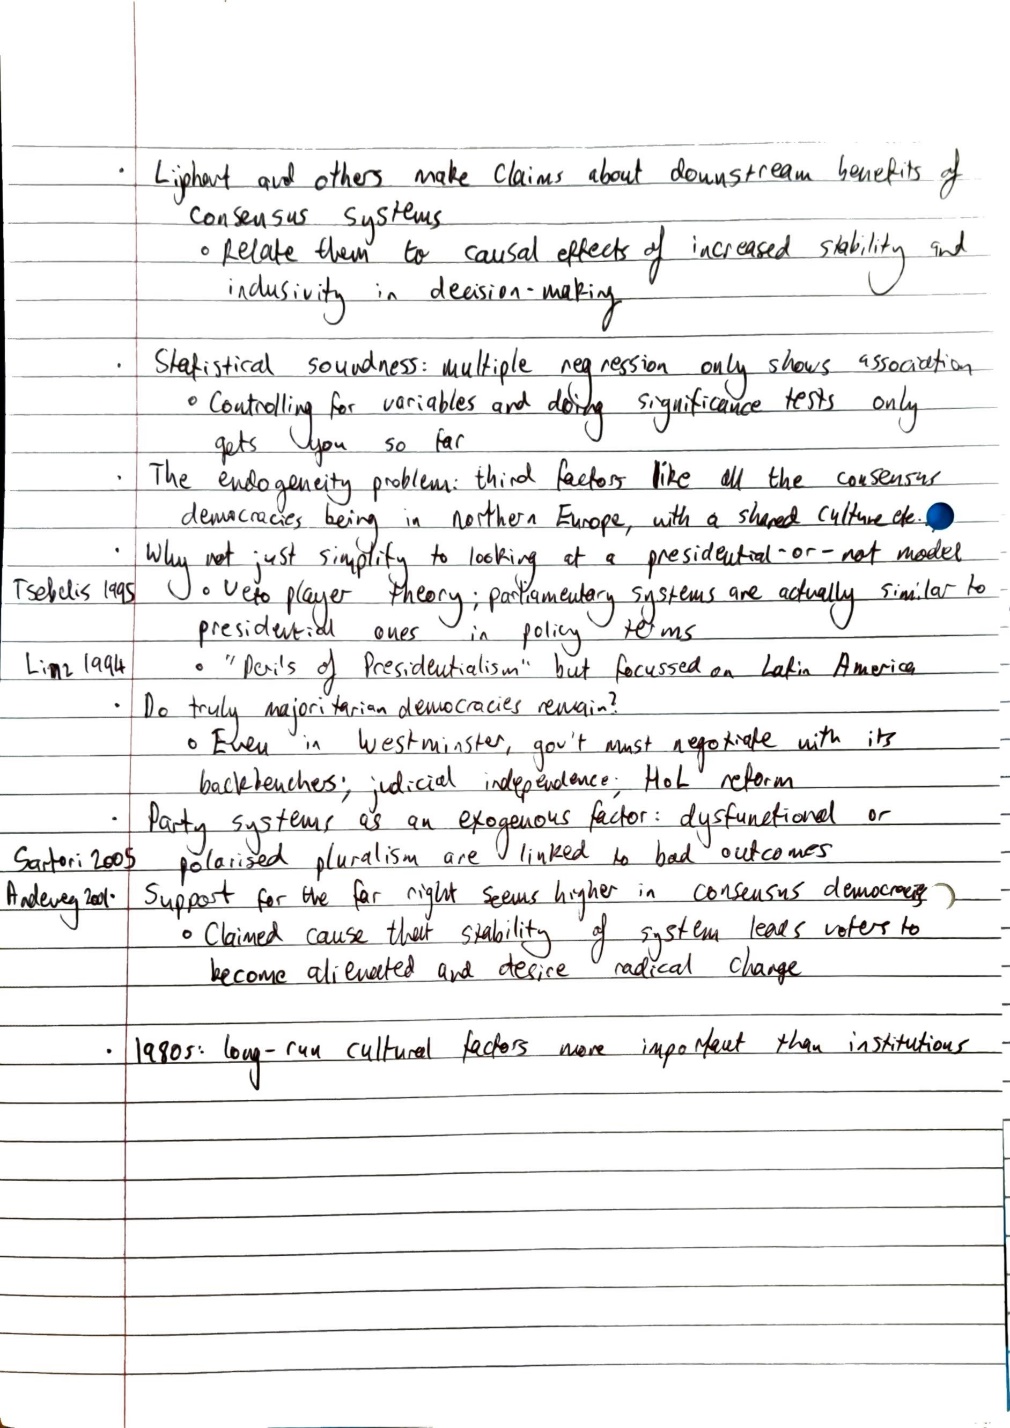 · Lijphart and others make claims about downstream benefits of
consensus systems
∘ Relate them to causal effects of increased stability and
inclusivity in decision-making
· Statistical soundness: multiple regression only shows association
∘ Controlling for variables and doing significance tests only
gets you so far
· The endogeneity problem: third factors like all the consensus
democracies being in northern Europe, with a shared culture etc.
· Why not just simplify to looking at a presidential-or-not model
Tsebelis 1995 ∘ Veto player theory; parliamentary systems are actually similar to
presidential ones in policy terms
Linz 1994 ∘ "Perils of Presidentialism" but focussed on Latin America
· Do truly majoritarian democracies remain?
∘ Even in Westminster, gov't must negotiate with its
backbenchers; judicial independence; HoL reform
· Party systems as an exogenous factor: dysfunctional or
Sartori 2005 polarised pluralism are linked to bad outcomes
Andeweg 2001 · Support for the far right seems higher in consensus democracies
∘ Claimed cause that stability of system leads voters to
become alienated and desire radical change
· 1980s: long-run cultural factors more important than institutions